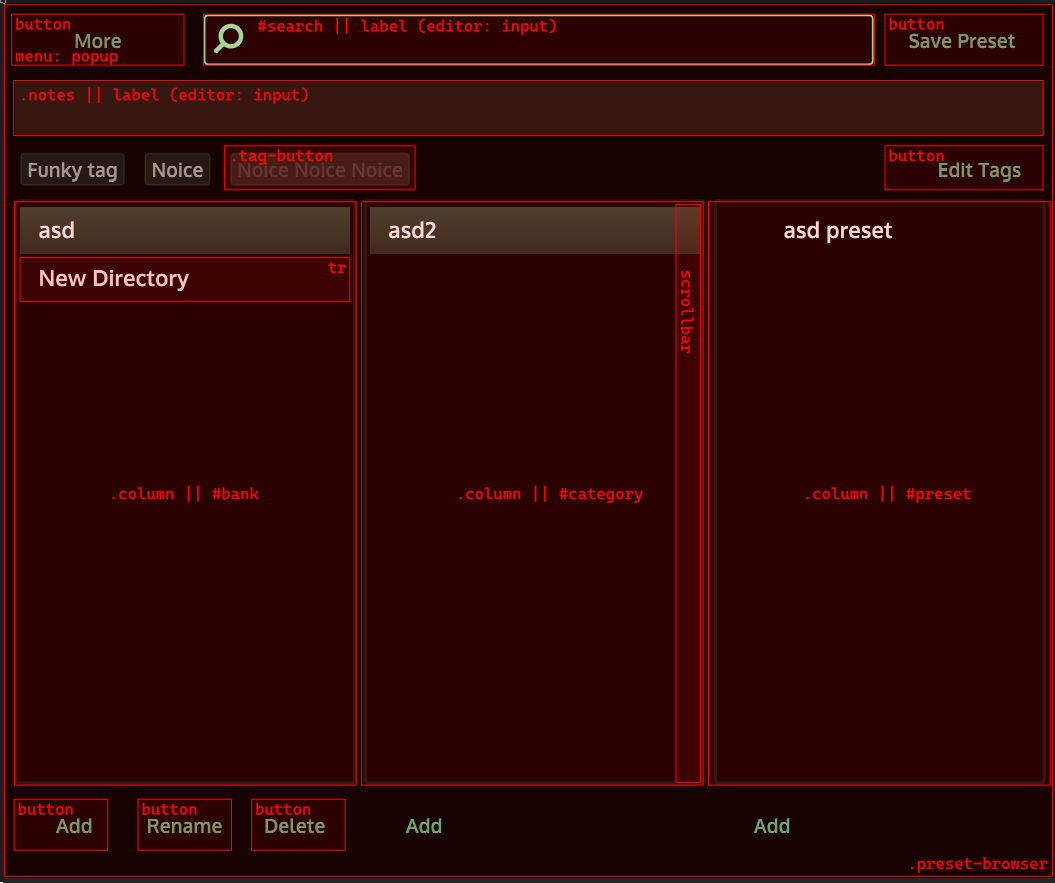 button
More
menu: popup
#search || label (editor: input)
button
Save Preset
.notes || label (editor: input)
Funky tag
Noice
.tag-button
Noice Noice Noice
button
Edit Tags
asd
asd2
asd preset
New Directory
tr
scrollbar
.column || #bank
.column || #category
.column || #preset
button
Add
button
Rename
button
Delete
Add
Add
.preset-browser